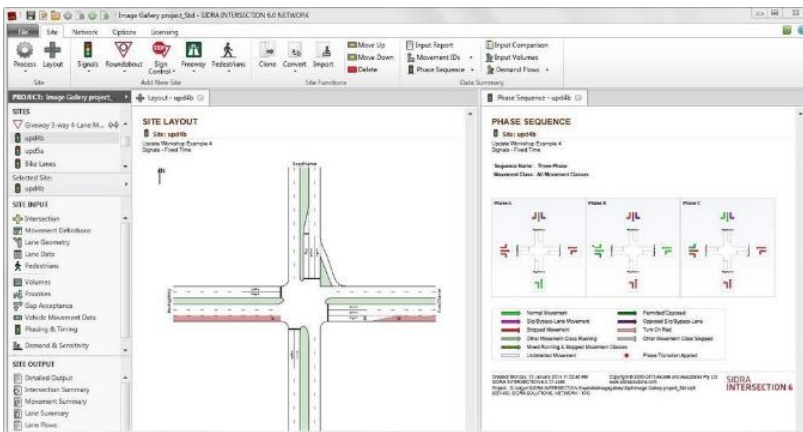 Image Gallery project_Std - SIDRA INTERSECTION 6.0 NETWORK
File
Site
Network
Options
Licensing
Process
Layout
Signals
Roundabout
Sign Control
Freeway
Pedestrians
Clone
Convert
Import
Move Up
Move Down
Delete
Input Report
Movement IDs
Phase Sequence
Input Comparison
Input Volumes
Demand Flows
Site
Add New Site
Site Functions
Data Summary
PROJECT: Image Gallery project_
Layout - upd4b
Phase Sequence - upd4b
SITES
Giveway 3-way 4-Lane M...
upd4b
upd5a
Bike Lanes
Selected Site:
upd4b
SITE INPUT
Intersection
Movement Definitions
Lane Geometry
Lane Data
Pedestrians
Volumes
Priorities
Gap Acceptance
Vehicle Movement Data
Phasing & Timing
Demand & Sensitivity
SITE OUTPUT
Detailed Output
Intersection Summary
Movement Summary
Lane Summary
Lane Flows
SITE LAYOUT
Site: upd4b
Update Workshop Example 4
Signals - Fixed Time
RoadName
RoadName
PHASE SEQUENCE
Site: upd4b
Update Workshop Example 4
Signals - Fixed Time
Sequence Name: Three-Phase
Movement Class: All Movement Classes
Phase A
Phase B
Phase C
Normal Movement
Permitted/Opposed
Slip/Bypass-Lane Movement
Opposed Slip/Bypass-Lane
Stopped Movement
Turn On Red
Other Movement Class Running
Other Movement Class Stopped
Mixed Running & Stopped Movement Classes
Undetected Movement
Phase Transition Applied
SIDRA
INTERSECTION 6